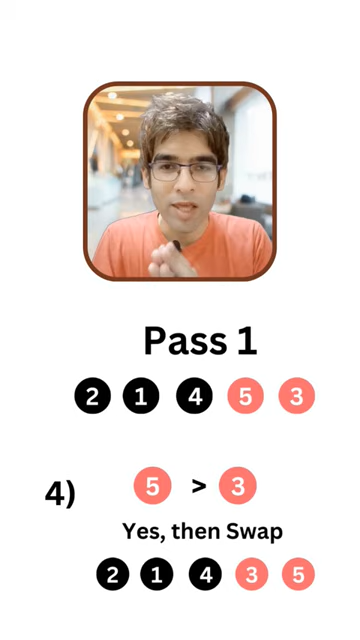 Pass 1
2 1 4 5 3
4) 5 > 3
Yes, then Swap
2 1 4 3 5